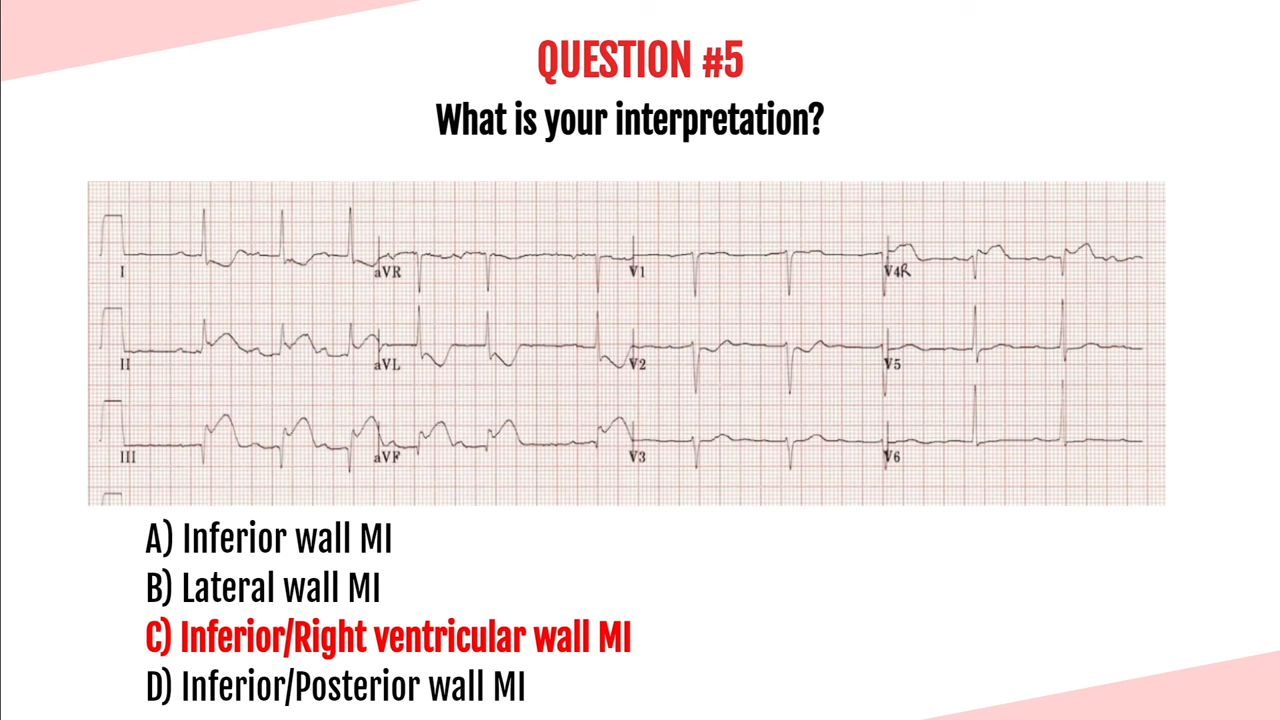 QUESTION #5
What is your interpretation?
I
aVR
V1
V4R
II
aVL
V2
V5
III
aVF
V3
V6
A) Inferior wall MI
B) Lateral wall MI
C) Inferior/Right ventricular wall MI
D) Inferior/Posterior wall MI